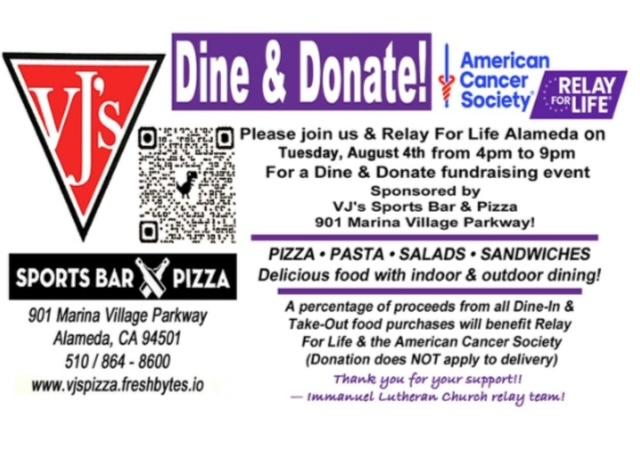 VJ's
SPORTS BAR PIZZA
901 Marina Village Parkway
Alameda, CA 94501
510 / 864 - 8600
www.vjspizza.freshbytes.io
Dine & Donate!
American
Cancer
Society
RELAY
FOR LIFE
Please join us & Relay For Life Alameda on
Tuesday, August 4th from 4pm to 9pm
For a Dine & Donate fundraising event
Sponsored by
VJ's Sports Bar & Pizza
901 Marina Village Parkway!
PIZZA • PASTA • SALADS • SANDWICHES
Delicious food with indoor & outdoor dining!
A percentage of proceeds from all Dine-In &
Take-Out food purchases will benefit Relay
For Life & the American Cancer Society
(Donation does NOT apply to delivery)
Thank you for your support!!
— Immanuel Lutheran Church relay team!